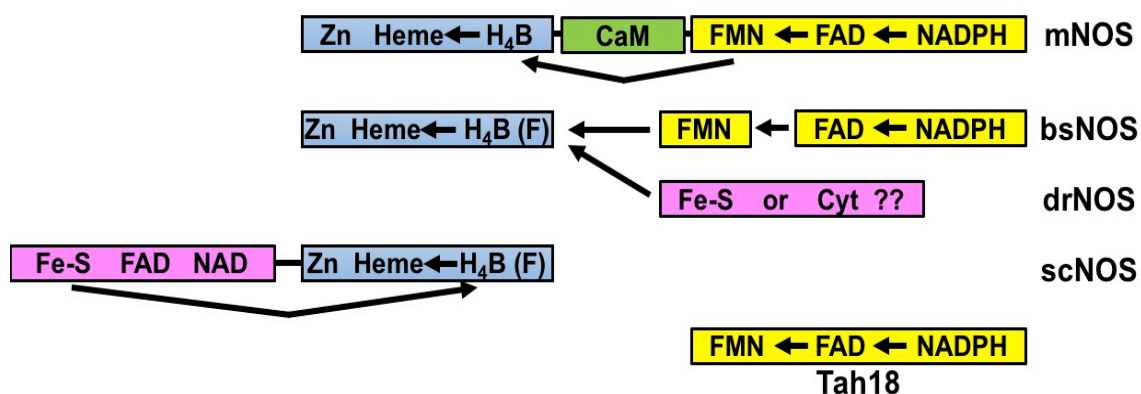 Zn Heme H₄B CaM FMN FAD NADPH mNOS
Zn Heme H₄B (F) FMN FAD NADPH bsNOS
Fe-S or Cyt ?? drNOS
Fe-S FAD NAD Zn Heme H₄B (F) scNOS
FMN FAD NADPH
Tah18